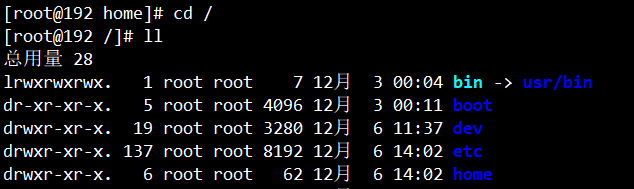 [root@192 home]# cd /
[root@192 /]# ll
总用量 28
lrwxrwxrwx.   1 root root    7 12月  3 00:04 bin -> usr/bin
dr-xr-xr-x.   5 root root 4096 12月  3 00:11 boot
drwxr-xr-x.  19 root root 3280 12月  6 11:37 dev
drwxr-xr-x. 137 root root 8192 12月  6 14:02 etc
drwxr-xr-x.   6 root root   62 12月  6 14:02 home